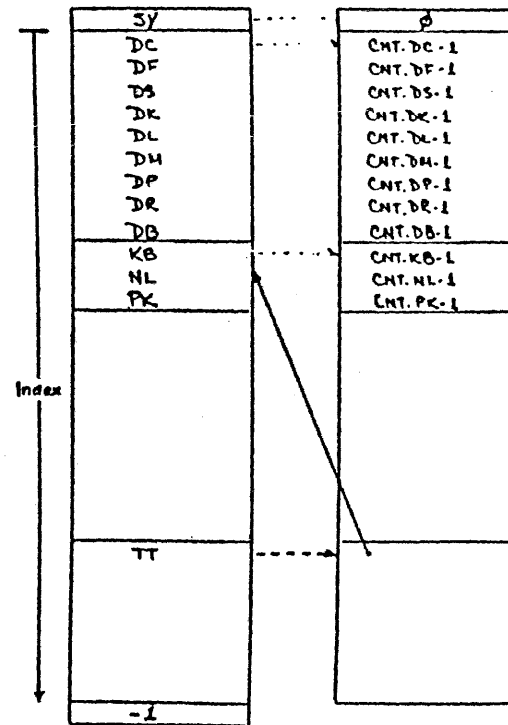 SY
DC
DF
DS
DK
DL
DM
DP
DR
DB
KB
NL
PK
TT
-1
Index
Ø
CNT.DC-1
CNT.DF-1
CNT.DS-1
CNT.DK-1
CNT.DL-1
CNT.DM-1
CNT.DP-1
CNT.DR-1
CNT.DB-1
CNT.KB-1
CNT.NL-1
CNT.PK-1